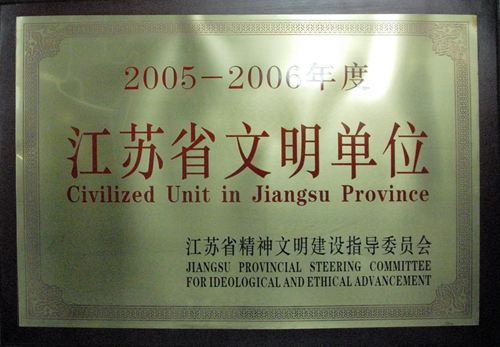 2005-2006年度
江苏省文明单位
Civilized Unit in Jiangsu Province
江苏省精神文明建设指导委员会
JIANGSU PROVINCIAL STEERING COMMITTEE
FOR IDEOLOGICAL AND ETHICAL ADVANCEMENT